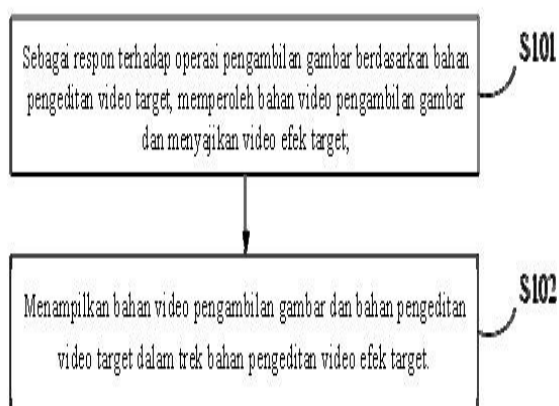 Sebagai respon terhadap operasi pengambilan gambar berdasarkan bahan
pengeditan video target, memperoleh bahan video pengambilan gambar
dan menyajikan video efek target;
S101
Menampilkan bahan video pengambilan gambar dan bahan pengeditan
video target dalam trek bahan pengeditan video efek target.
S102